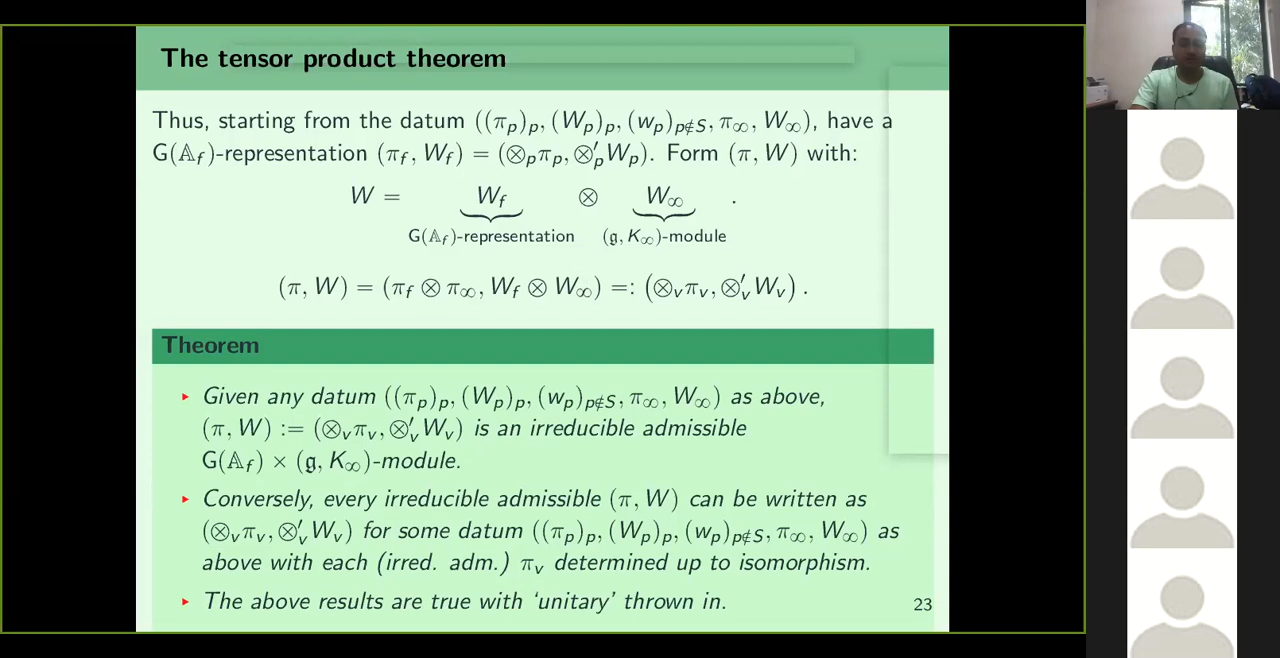 The tensor product theorem
Thus, starting from the datum ((π_p)_p, (W_p)_p, (w_p)_{p∉S}, π_∞, W_∞), have a
G(𝔸_f)-representation (π_f, W_f) = (⊗_p π_p, ⊗′_p W_p). Form (π, W) with:
W = W_f ⊗ W_∞ .
G(𝔸_f)-representation (𝔤, K_∞)-module
(π, W) = (π_f ⊗ π_∞, W_f ⊗ W_∞) =: (⊗_v π_v, ⊗′_v W_v) .
Theorem
▸ Given any datum ((π_p)_p, (W_p)_p, (w_p)_{p∉S}, π_∞, W_∞) as above,
(π, W) := (⊗_v π_v, ⊗′_v W_v) is an irreducible admissible
G(𝔸_f) × (𝔤, K_∞)-module.
▸ Conversely, every irreducible admissible (π, W) can be written as
(⊗_v π_v, ⊗′_v W_v) for some datum ((π_p)_p, (W_p)_p, (w_p)_{p∉S}, π_∞, W_∞) as
above with each (irred. adm.) π_v determined up to isomorphism.
▸ The above results are true with ‘unitary’ thrown in.
23